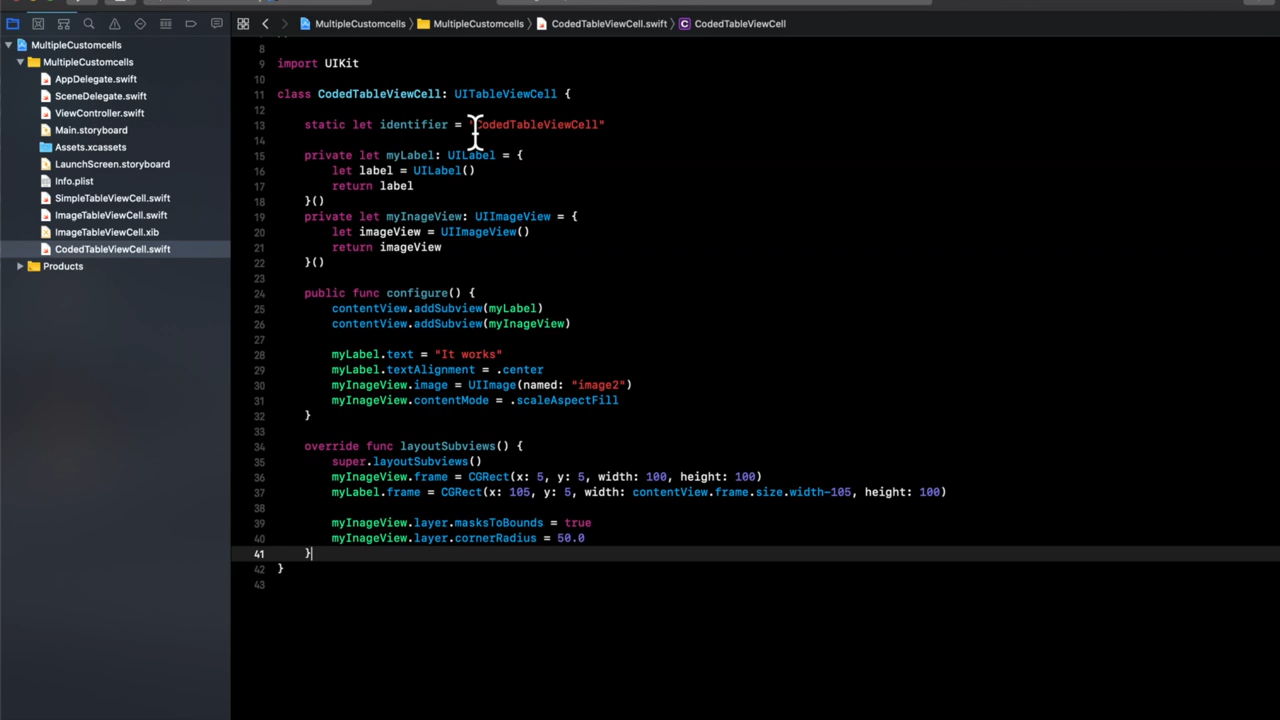 MultipleCustomcells
MultipleCustomcells
AppDelegate.swift
SceneDelegate.swift
ViewController.swift
Main.storyboard
Assets.xcassets
LaunchScreen.storyboard
Info.plist
SimpleTableViewCell.swift
ImageTableViewCell.swift
ImageTableViewCell.xib
CodedTableViewCell.swift
Products
MultipleCustomcells MultipleCustomcells CodedTableViewCell.swift C CodedTableViewCell
8
9 import UIKit
10
11 class CodedTableViewCell: UITableViewCell {
12
13 static let identifier = "CodedTableViewCell"
14
15 private let myLabel: UILabel = {
16 let label = UILabel()
17 return label
18 }()
19 private let myInageView: UIImageView = {
20 let imageView = UIImageView()
21 return imageView
22 }()
23
24 public func configure() {
25 contentView.addSubview(myLabel)
26 contentView.addSubview(myInageView)
27
28 myLabel.text = "It works"
29 myLabel.textAlignment = .center
30 myInageView.image = UIImage(named: "image2")
31 myInageView.contentMode = .scaleAspectFill
32 }
33
34 override func layoutSubviews() {
35 super.layoutSubviews()
36 myInageView.frame = CGRect(x: 5, y: 5, width: 100, height: 100)
37 myLabel.frame = CGRect(x: 105, y: 5, width: contentView.frame.size.width-105, height: 100)
38
39 myInageView.layer.masksToBounds = true
40 myInageView.layer.cornerRadius = 50.0
41 }
42 }
43